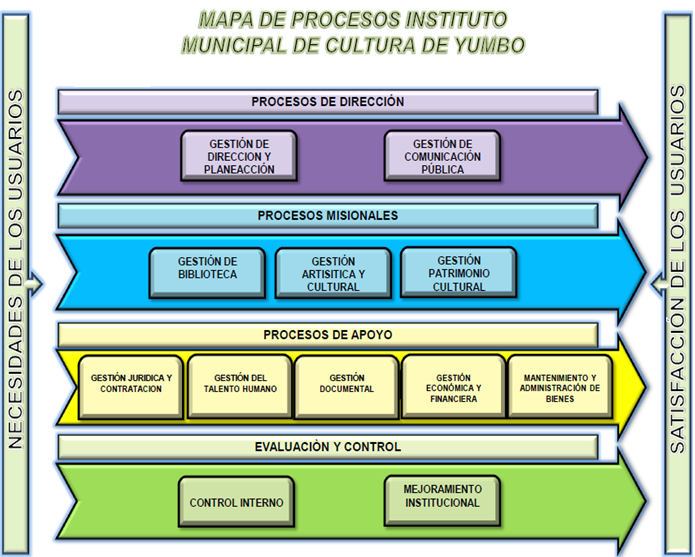 MAPA DE PROCESOS INSTITUTO
MUNICIPAL DE CULTURA DE YUMBO
NECESIDADES DE LOS USUARIOS
PROCESOS DE DIRECCIÓN
GESTIÓN DE
DIRECCION Y
PLANEACCIÓN
GESTIÓN DE
COMUNICACIÓN
PÚBLICA
PROCESOS MISIONALES
GESTIÓN DE
BIBLIOTECA
GESTIÓN
ARTISITICA Y
CULTURAL
GESTIÓN
PATRIMONIO
CULTURAL
PROCESOS DE APOYO
GESTIÓN JURIDICA Y
CONTRATACION
GESTIÓN DEL
TALENTO HUMANO
GESTIÓN
DOCUMENTAL
GESTIÓN
ECONÓMICA Y
FINANCIERA
MANTENIMIENTO Y
ADMINISTRACIÓN DE
BIENES
EVALUACIÒN Y CONTROL
CONTROL INTERNO
MEJORAMIENTO
INSTITUCIONAL
SATISFACCIÓN DE LOS USUARIOS